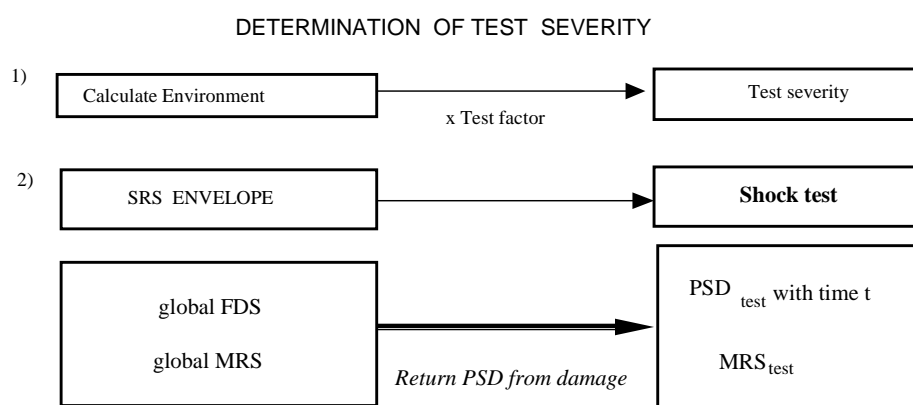 DETERMINATION OF TEST SEVERITY
1)
Calculate Environment
x Test factor
Test severity
2)
SRS ENVELOPE
Shock test
global FDS
global MRS
Return PSD from damage
PSD test with time t
MRS test